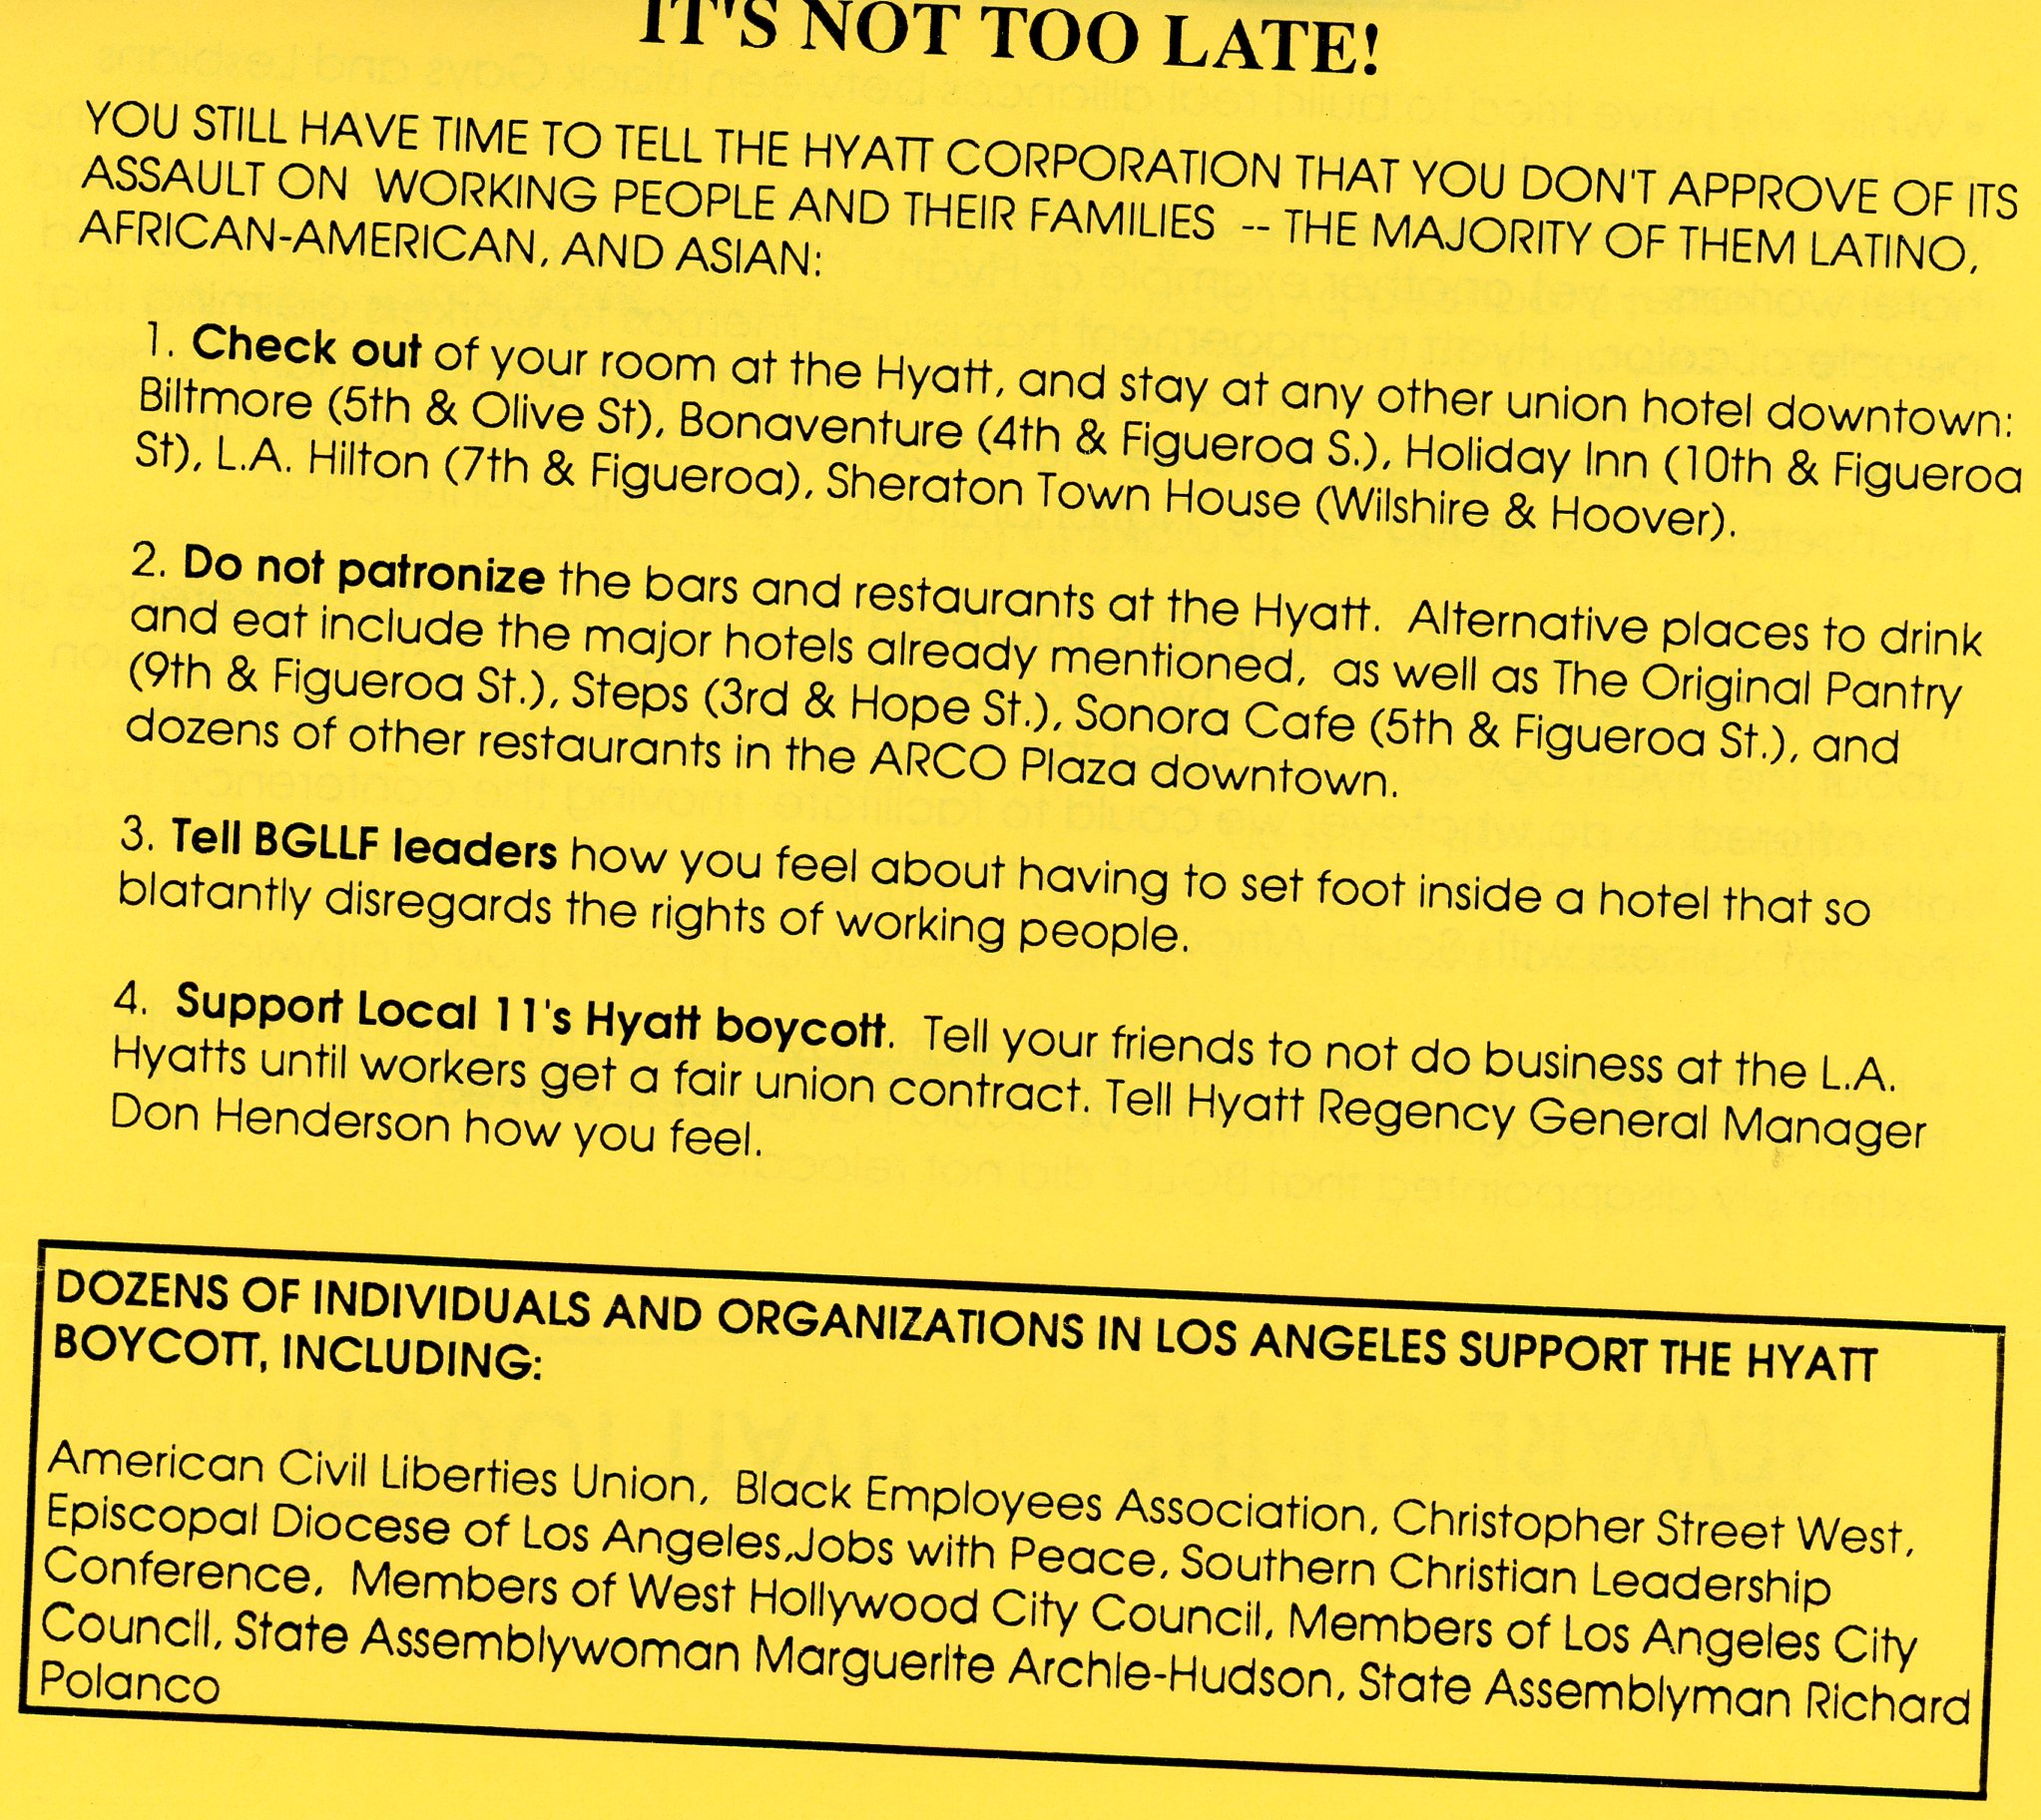 IT'S NOT TOO LATE!
YOU STILL HAVE TIME TO TELL THE HYATT CORPORATION THAT YOU DON'T APPROVE OF ITS
ASSAULT ON WORKING PEOPLE AND THEIR FAMILIES -- THE MAJORITY OF THEM LATINO,
AFRICAN-AMERICAN, AND ASIAN:
1. Check out of your room at the Hyatt, and stay at any other union hotel downtown:
Biltmore (5th & Olive St), Bonaventure (4th & Figueroa S.), Holiday Inn (10th & Figueroa
St), L.A. Hilton (7th & Figueroa), Sheraton Town House (Wilshire & Hoover).
2. Do not patronize the bars and restaurants at the Hyatt. Alternative places to drink
and eat include the major hotels already mentioned, as well as The Original Pantry
(9th & Figueroa St.), Steps (3rd & Hope St.), Sonora Cafe (5th & Figueroa St.), and
dozens of other restaurants in the ARCO Plaza downtown.
3. Tell BGLLF leaders how you feel about having to set foot inside a hotel that so
blatantly disregards the rights of working people.
4. Support Local 11's Hyatt boycott. Tell your friends to not do business at the L.A.
Hyatts until workers get a fair union contract. Tell Hyatt Regency General Manager
Don Henderson how you feel.
DOZENS OF INDIVIDUALS AND ORGANIZATIONS IN LOS ANGELES SUPPORT THE HYATT
BOYCOTT, INCLUDING:
American Civil Liberties Union, Black Employees Association, Christopher Street West,
Episcopal Diocese of Los Angeles,Jobs with Peace, Southern Christian Leadership
Conference, Members of West Hollywood City Council, Members of Los Angeles City
Council, State Assemblywoman Marguerite Archie-Hudson, State Assemblyman Richard
Polanco